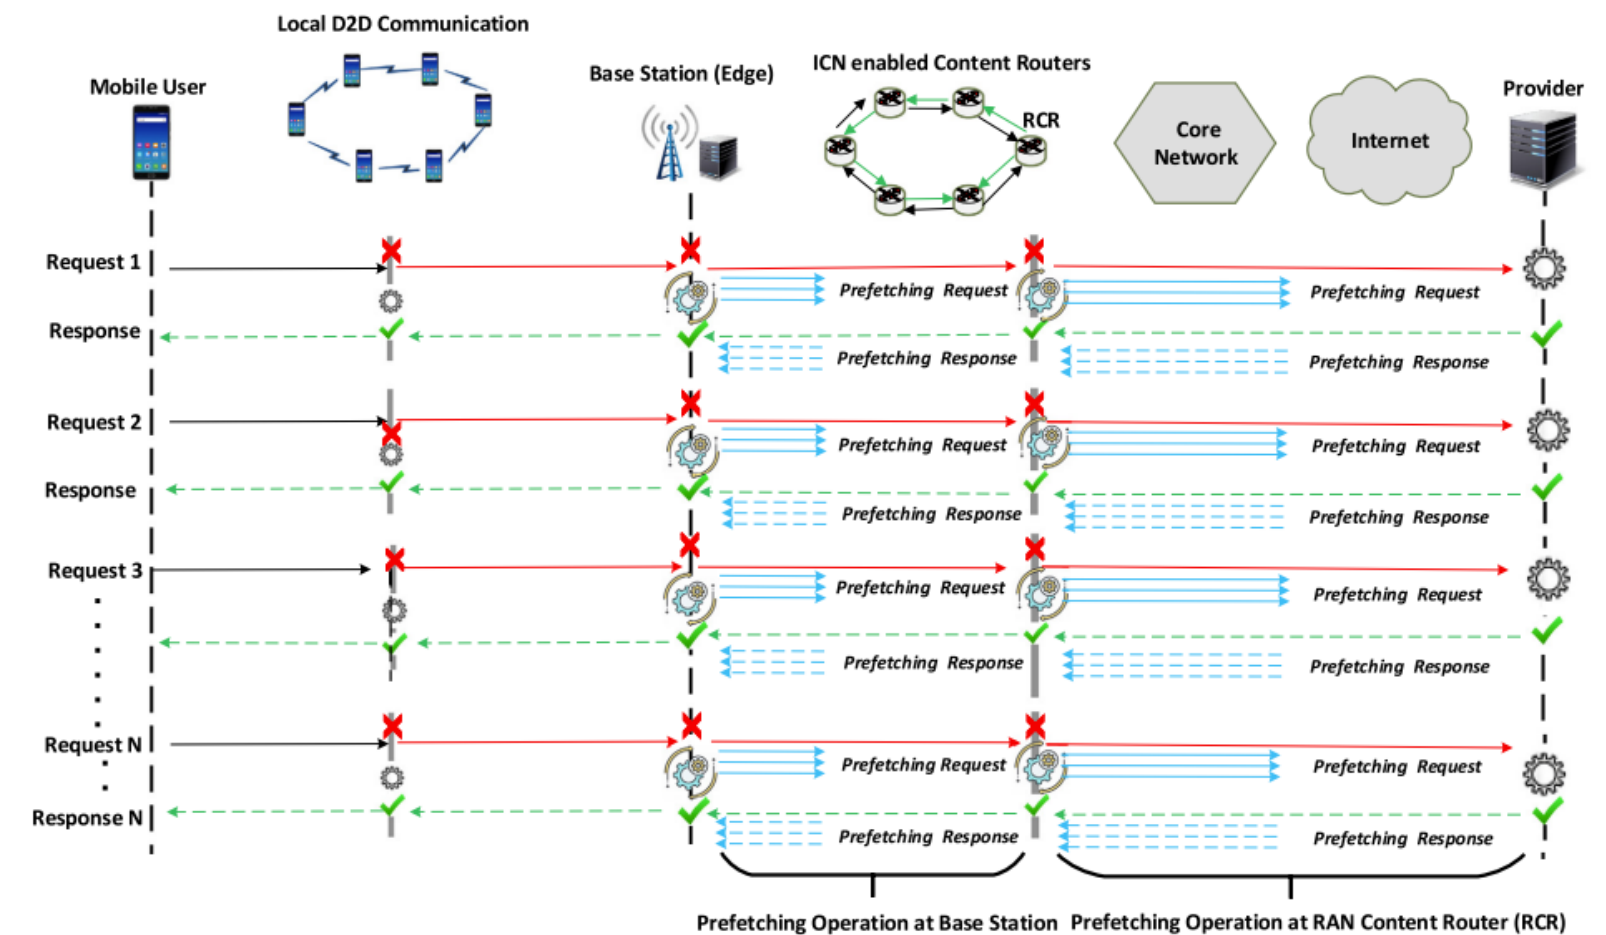 Local D2D Communication
Mobile User
Base Station (Edge)
ICN enabled Content Routers
RCR
Core
Network
Internet
Provider
Request 1
Prefetching Request
Prefetching Request
Response
Prefetching Response
Prefetching Response
Request 2
Prefetching Request
Prefetching Request
Response
Prefetching Response
Prefetching Response
Request 3
Prefetching Request
Prefetching Request
Prefetching Response
Prefetching Response
Request N
Prefetching Request
Prefetching Request
Response N
Prefetching Response
Prefetching Response
Prefetching Operation at Base Station
Prefetching Operation at RAN Content Router (RCR)